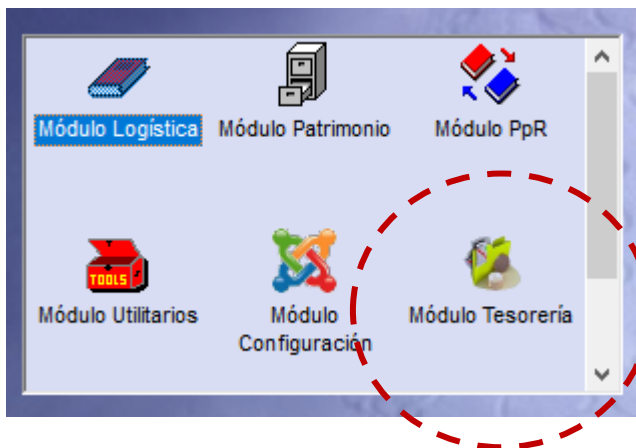 Módulo Logística
Módulo Patrimonio
Módulo PpR
TOOLS
Módulo Utilitarios
Módulo
Configuración
Módulo Tesorería